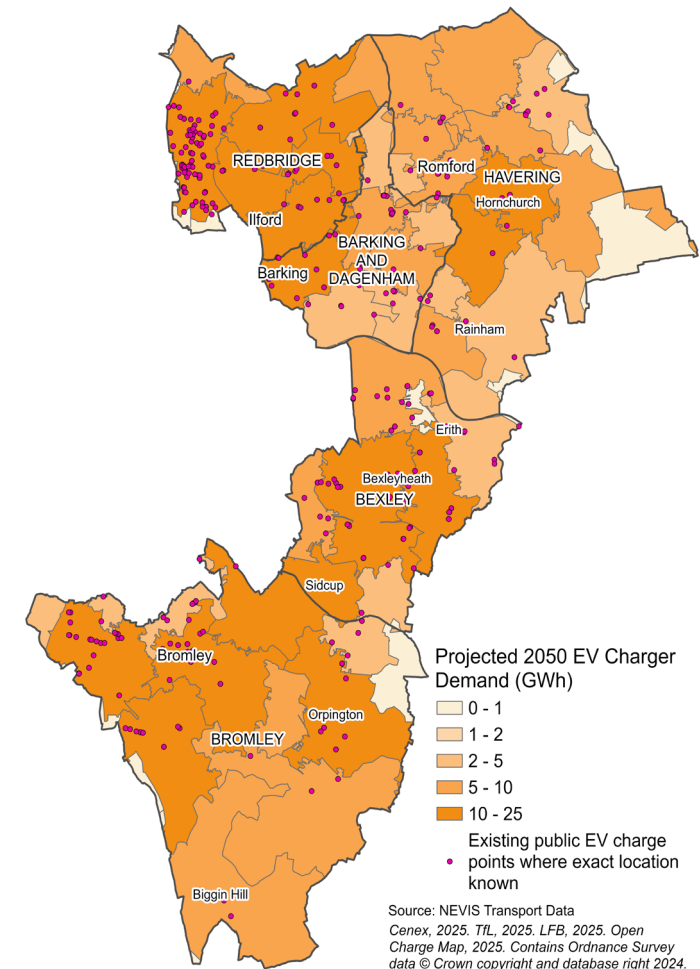 REDBRIDGE
Romford
HAVERING
Hornchurch
Ilford
BARKING
AND
DAGENHAM
Barking
Rainham
Erith
Bexleyheath
BEXLEY
Sidcup
Bromley
Orpington
BROMLEY
Biggin Hill
Projected 2050 EV Charger
Demand (GWh)
0 - 1
1 - 2
2 - 5
5 - 10
10 - 25
Existing public EV charge
points where exact location
known
Source: NEVIS Transport Data
Cenex, 2025. TfL, 2025. LFB, 2025. Open
Charge Map, 2025. Contains Ordnance Survey
data © Crown copyright and database right 2024.